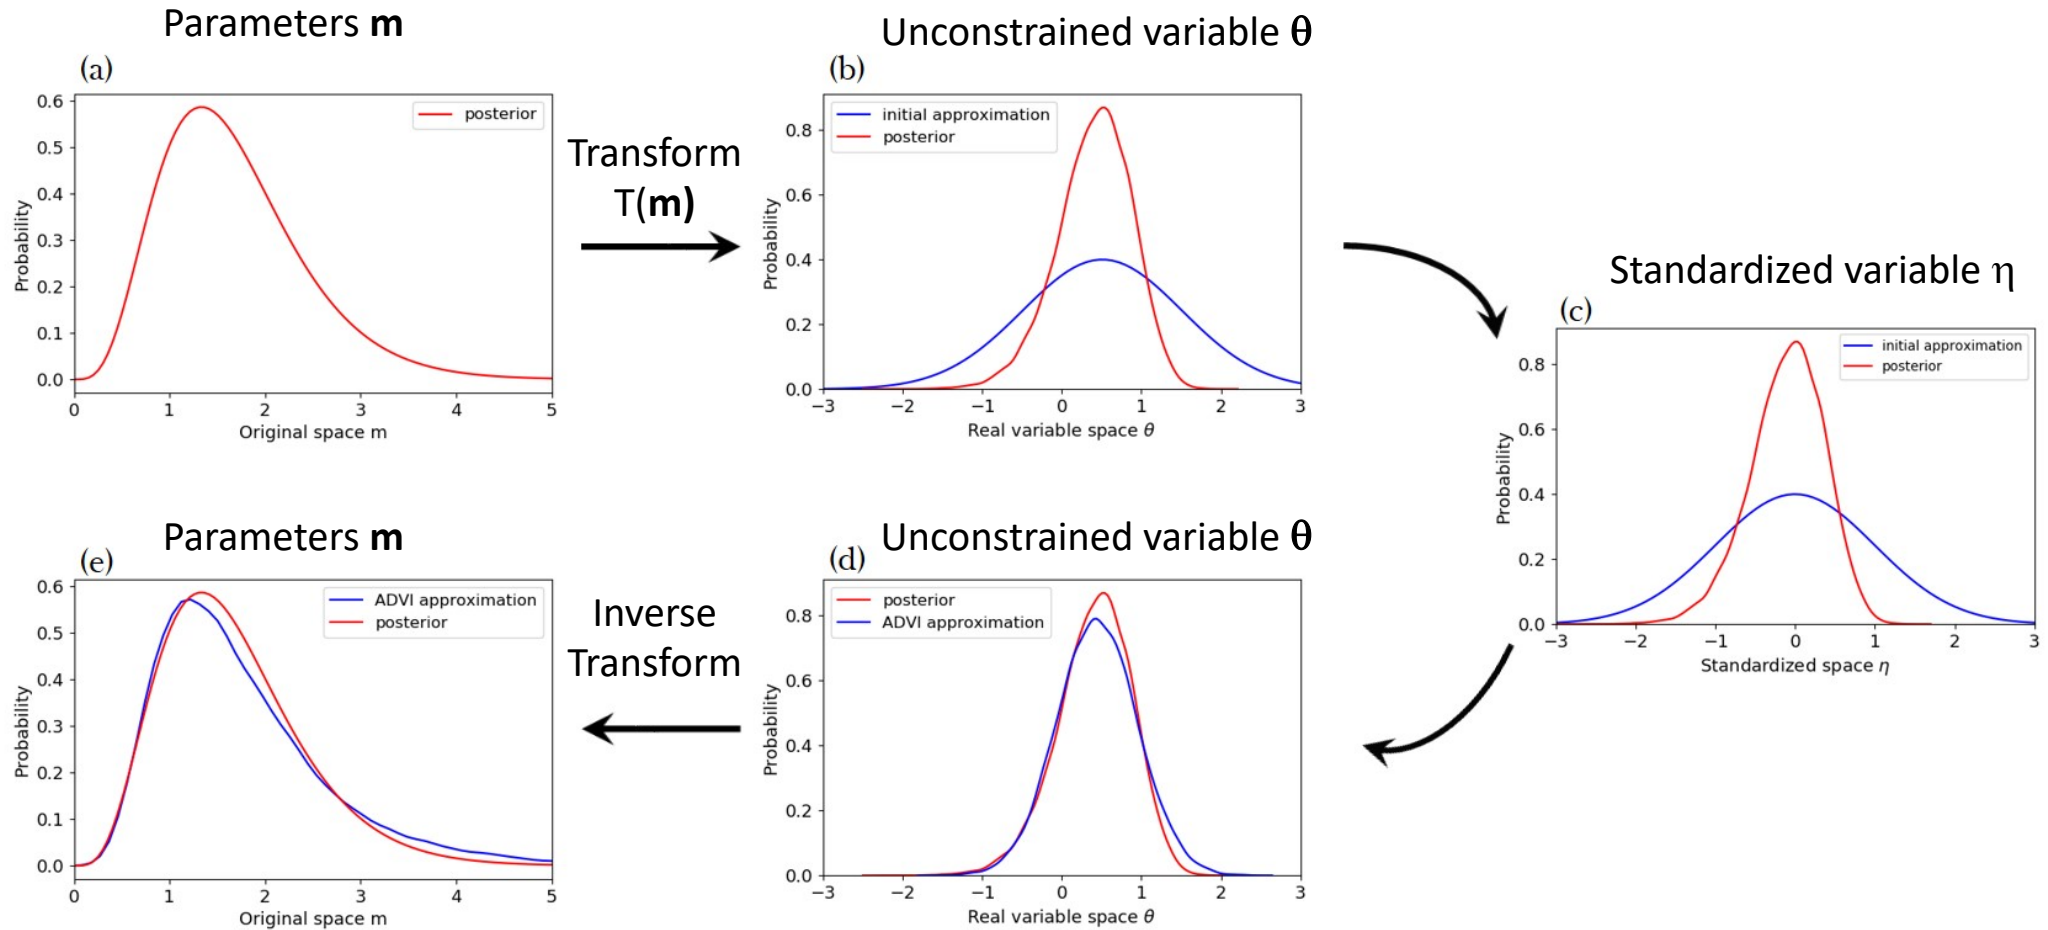 Parameters m
(a)
0.6
0.5
0.4
0.3
0.2
0.1
0.0
Probability
posterior
0 1 2 3 4 5
Original space m
Transform
T(m)
Unconstrained variable θ
(b)
0.8
0.6
0.4
0.2
0.0
Probability
initial approximation
posterior
−3 −2 −1 0 1 2 3
Real variable space θ
Standardized variable η
(c)
0.8
0.6
0.4
0.2
0.0
Probability
initial approximation
posterior
−3 −2 −1 0 1 2 3
Standardized space η
Unconstrained variable θ
(d)
0.8
0.6
0.4
0.2
0.0
Probability
posterior
ADVI approximation
−3 −2 −1 0 1 2 3
Real variable space θ
Inverse
Transform
Parameters m
(e)
0.6
0.5
0.4
0.3
0.2
0.1
0.0
Probability
ADVI approximation
posterior
0 1 2 3 4 5
Original space m